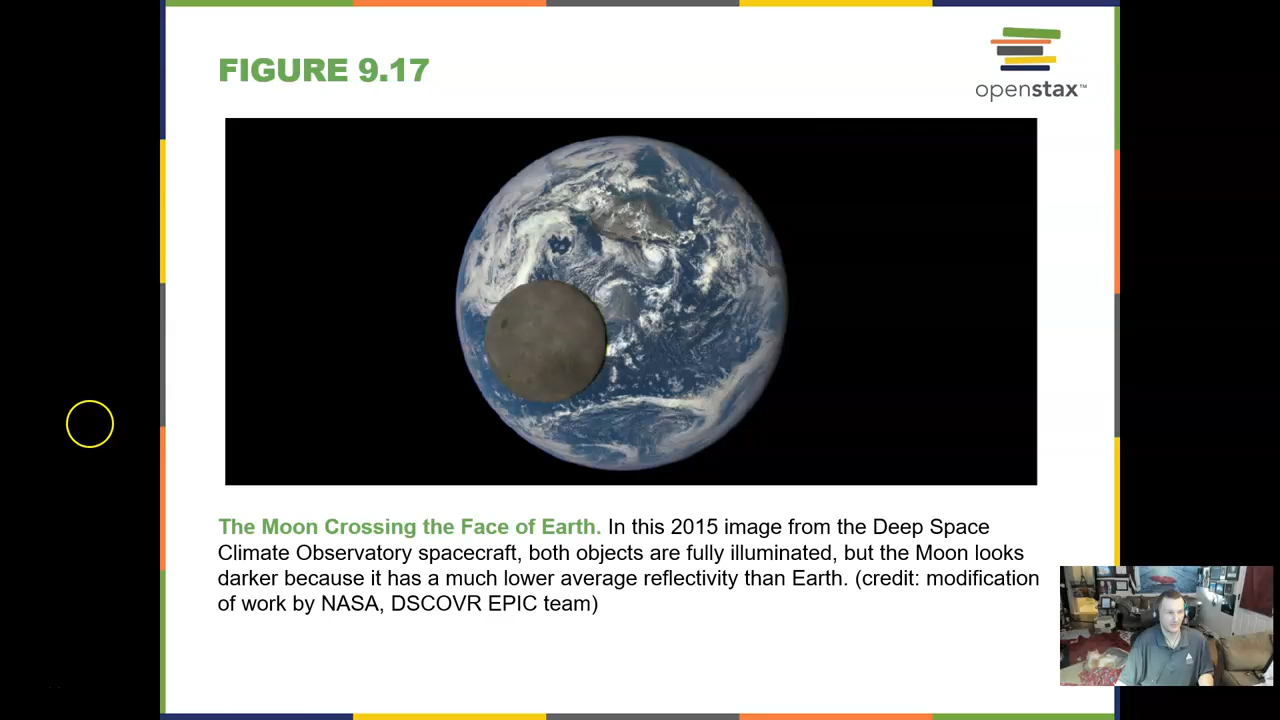 FIGURE 9.17
openstax™
The Moon Crossing the Face of Earth. In this 2015 image from the Deep Space
Climate Observatory spacecraft, both objects are fully illuminated, but the Moon looks
darker because it has a much lower average reflectivity than Earth. (credit: modification
of work by NASA, DSCOVR EPIC team)